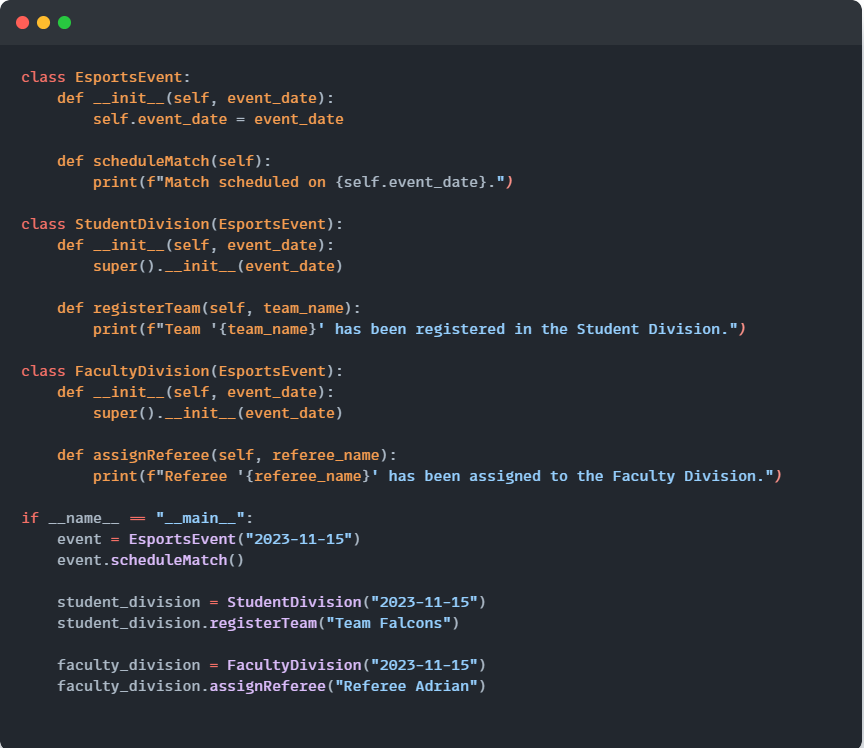 class EsportsEvent:
    def __init__(self, event_date):
        self.event_date = event_date

    def scheduleMatch(self):
        print(f"Match scheduled on {self.event_date}.")

class StudentDivision(EsportsEvent):
    def __init__(self, event_date):
        super().__init__(event_date)

    def registerTeam(self, team_name):
        print(f"Team '{team_name}' has been registered in the Student Division.")

class FacultyDivision(EsportsEvent):
    def __init__(self, event_date):
        super().__init__(event_date)

    def assignReferee(self, referee_name):
        print(f"Referee '{referee_name}' has been assigned to the Faculty Division.")

if __name__ == "__main__":
    event = EsportsEvent("2023-11-15")
    event.scheduleMatch()

    student_division = StudentDivision("2023-11-15")
    student_division.registerTeam("Team Falcons")

    faculty_division = FacultyDivision("2023-11-15")
    faculty_division.assignReferee("Referee Adrian")